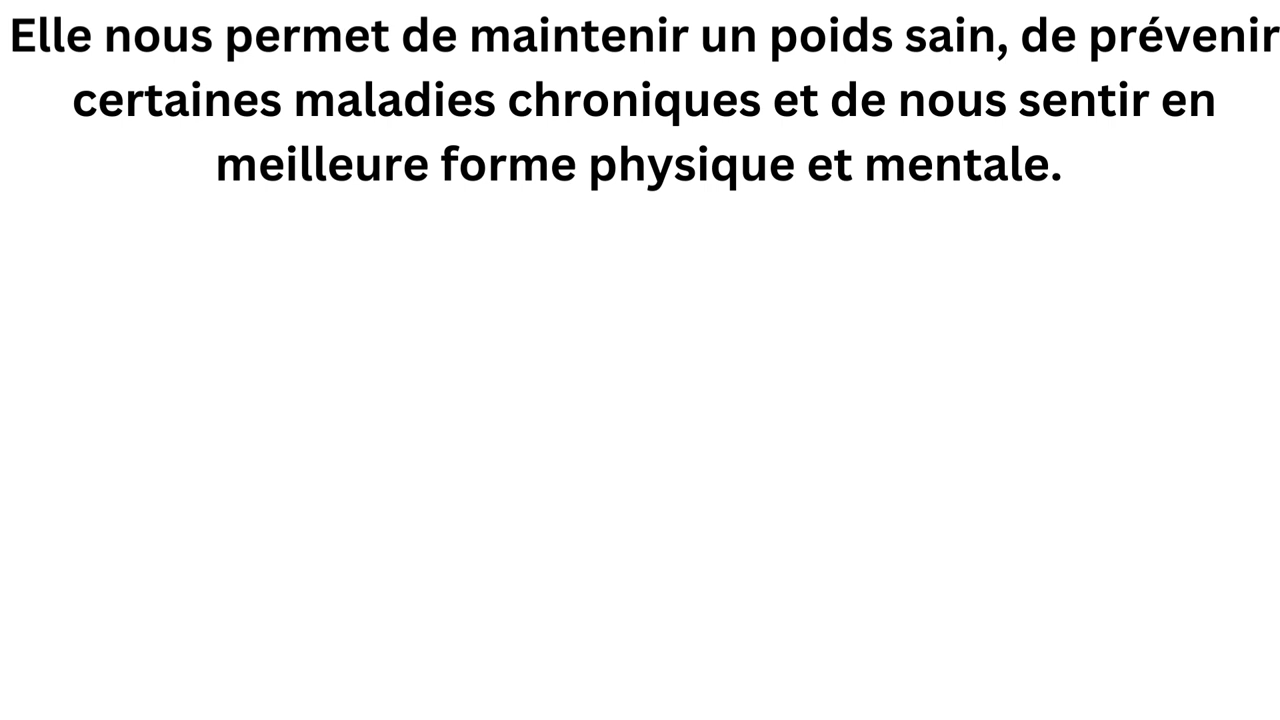 Elle nous permet de maintenir un poids sain, de prévenir
certaines maladies chroniques et de nous sentir en
meilleure forme physique et mentale.